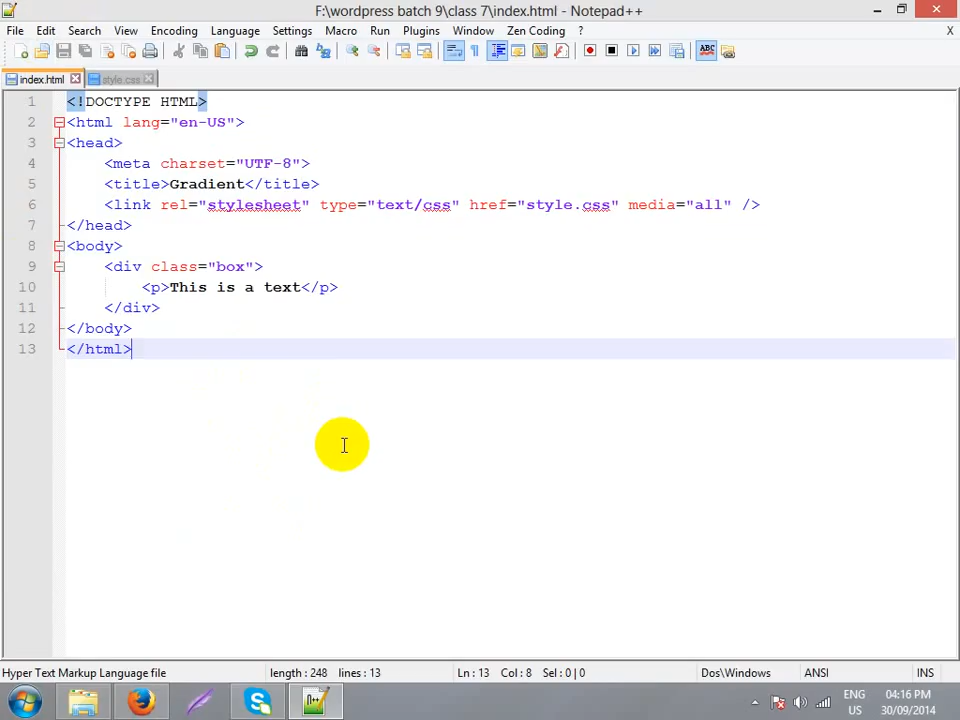 F:\wordpress batch 9\class 7\index.html - Notepad++
File Edit Search View Encoding Language Settings Macro Run Plugins Window Zen Coding ? X
index.html style.css
1 <!DOCTYPE HTML>
2 <html lang="en-US">
3 <head>
4 <meta charset="UTF-8">
5 <title>Gradient</title>
6 <link rel="stylesheet" type="text/css" href="style.css" media="all" />
7 </head>
8 <body>
9 <div class="box">
10 <p>This is a text</p>
11 </div>
12 </body>
13 </html>
Hyper Text Markup Language file length : 248 lines : 13 Ln : 13 Col : 8 Sel : 0 | 0 Dos\Windows ANSI INS
ENG 04:16 PM
US 30/09/2014